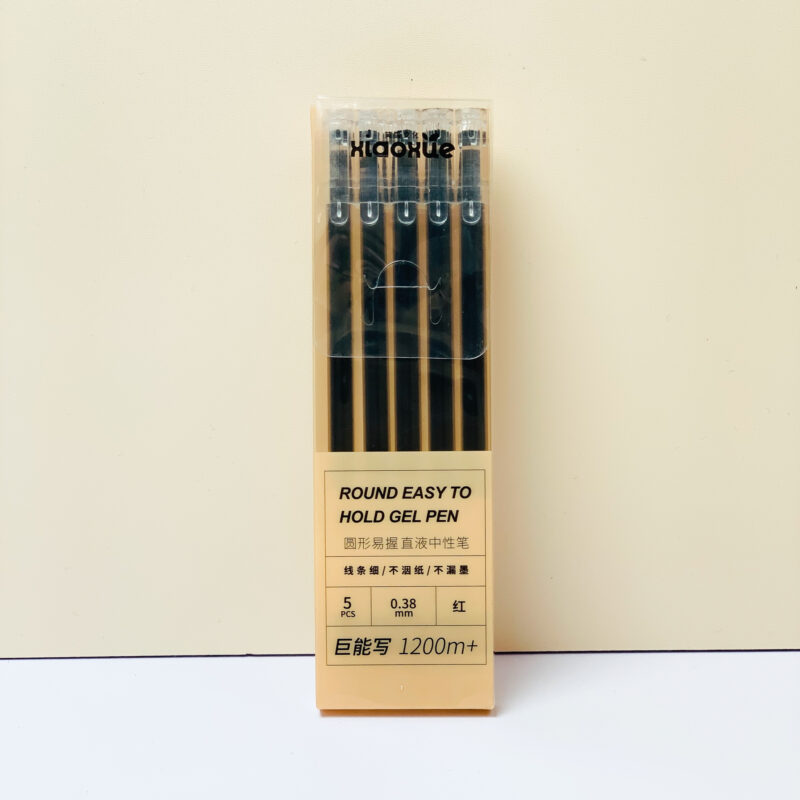 xiaoxue
ROUND EASY TO
HOLD GEL PEN
圆形易握直液中性笔
线条细/不洇纸/不漏墨
5 PCS
0.38 mm
红
巨能写 1200m+